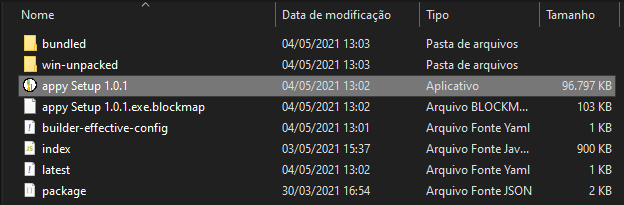 Nome Data de modificação Tipo Tamanho
bundled 04/05/2021 13:03 Pasta de arquivos
win-unpacked 04/05/2021 13:03 Pasta de arquivos
appy Setup 1.0.1 04/05/2021 13:02 Aplicativo 96.797 KB
appy Setup 1.0.1.exe.blockmap 04/05/2021 13:02 Arquivo BLOCKM... 103 KB
builder-effective-config 04/05/2021 13:01 Arquivo Fonte Yaml 1 KB
index 03/05/2021 15:37 Arquivo Fonte Jav... 900 KB
latest 04/05/2021 13:02 Arquivo Fonte Yaml 1 KB
package 30/03/2021 16:54 Arquivo Fonte JSON 2 KB